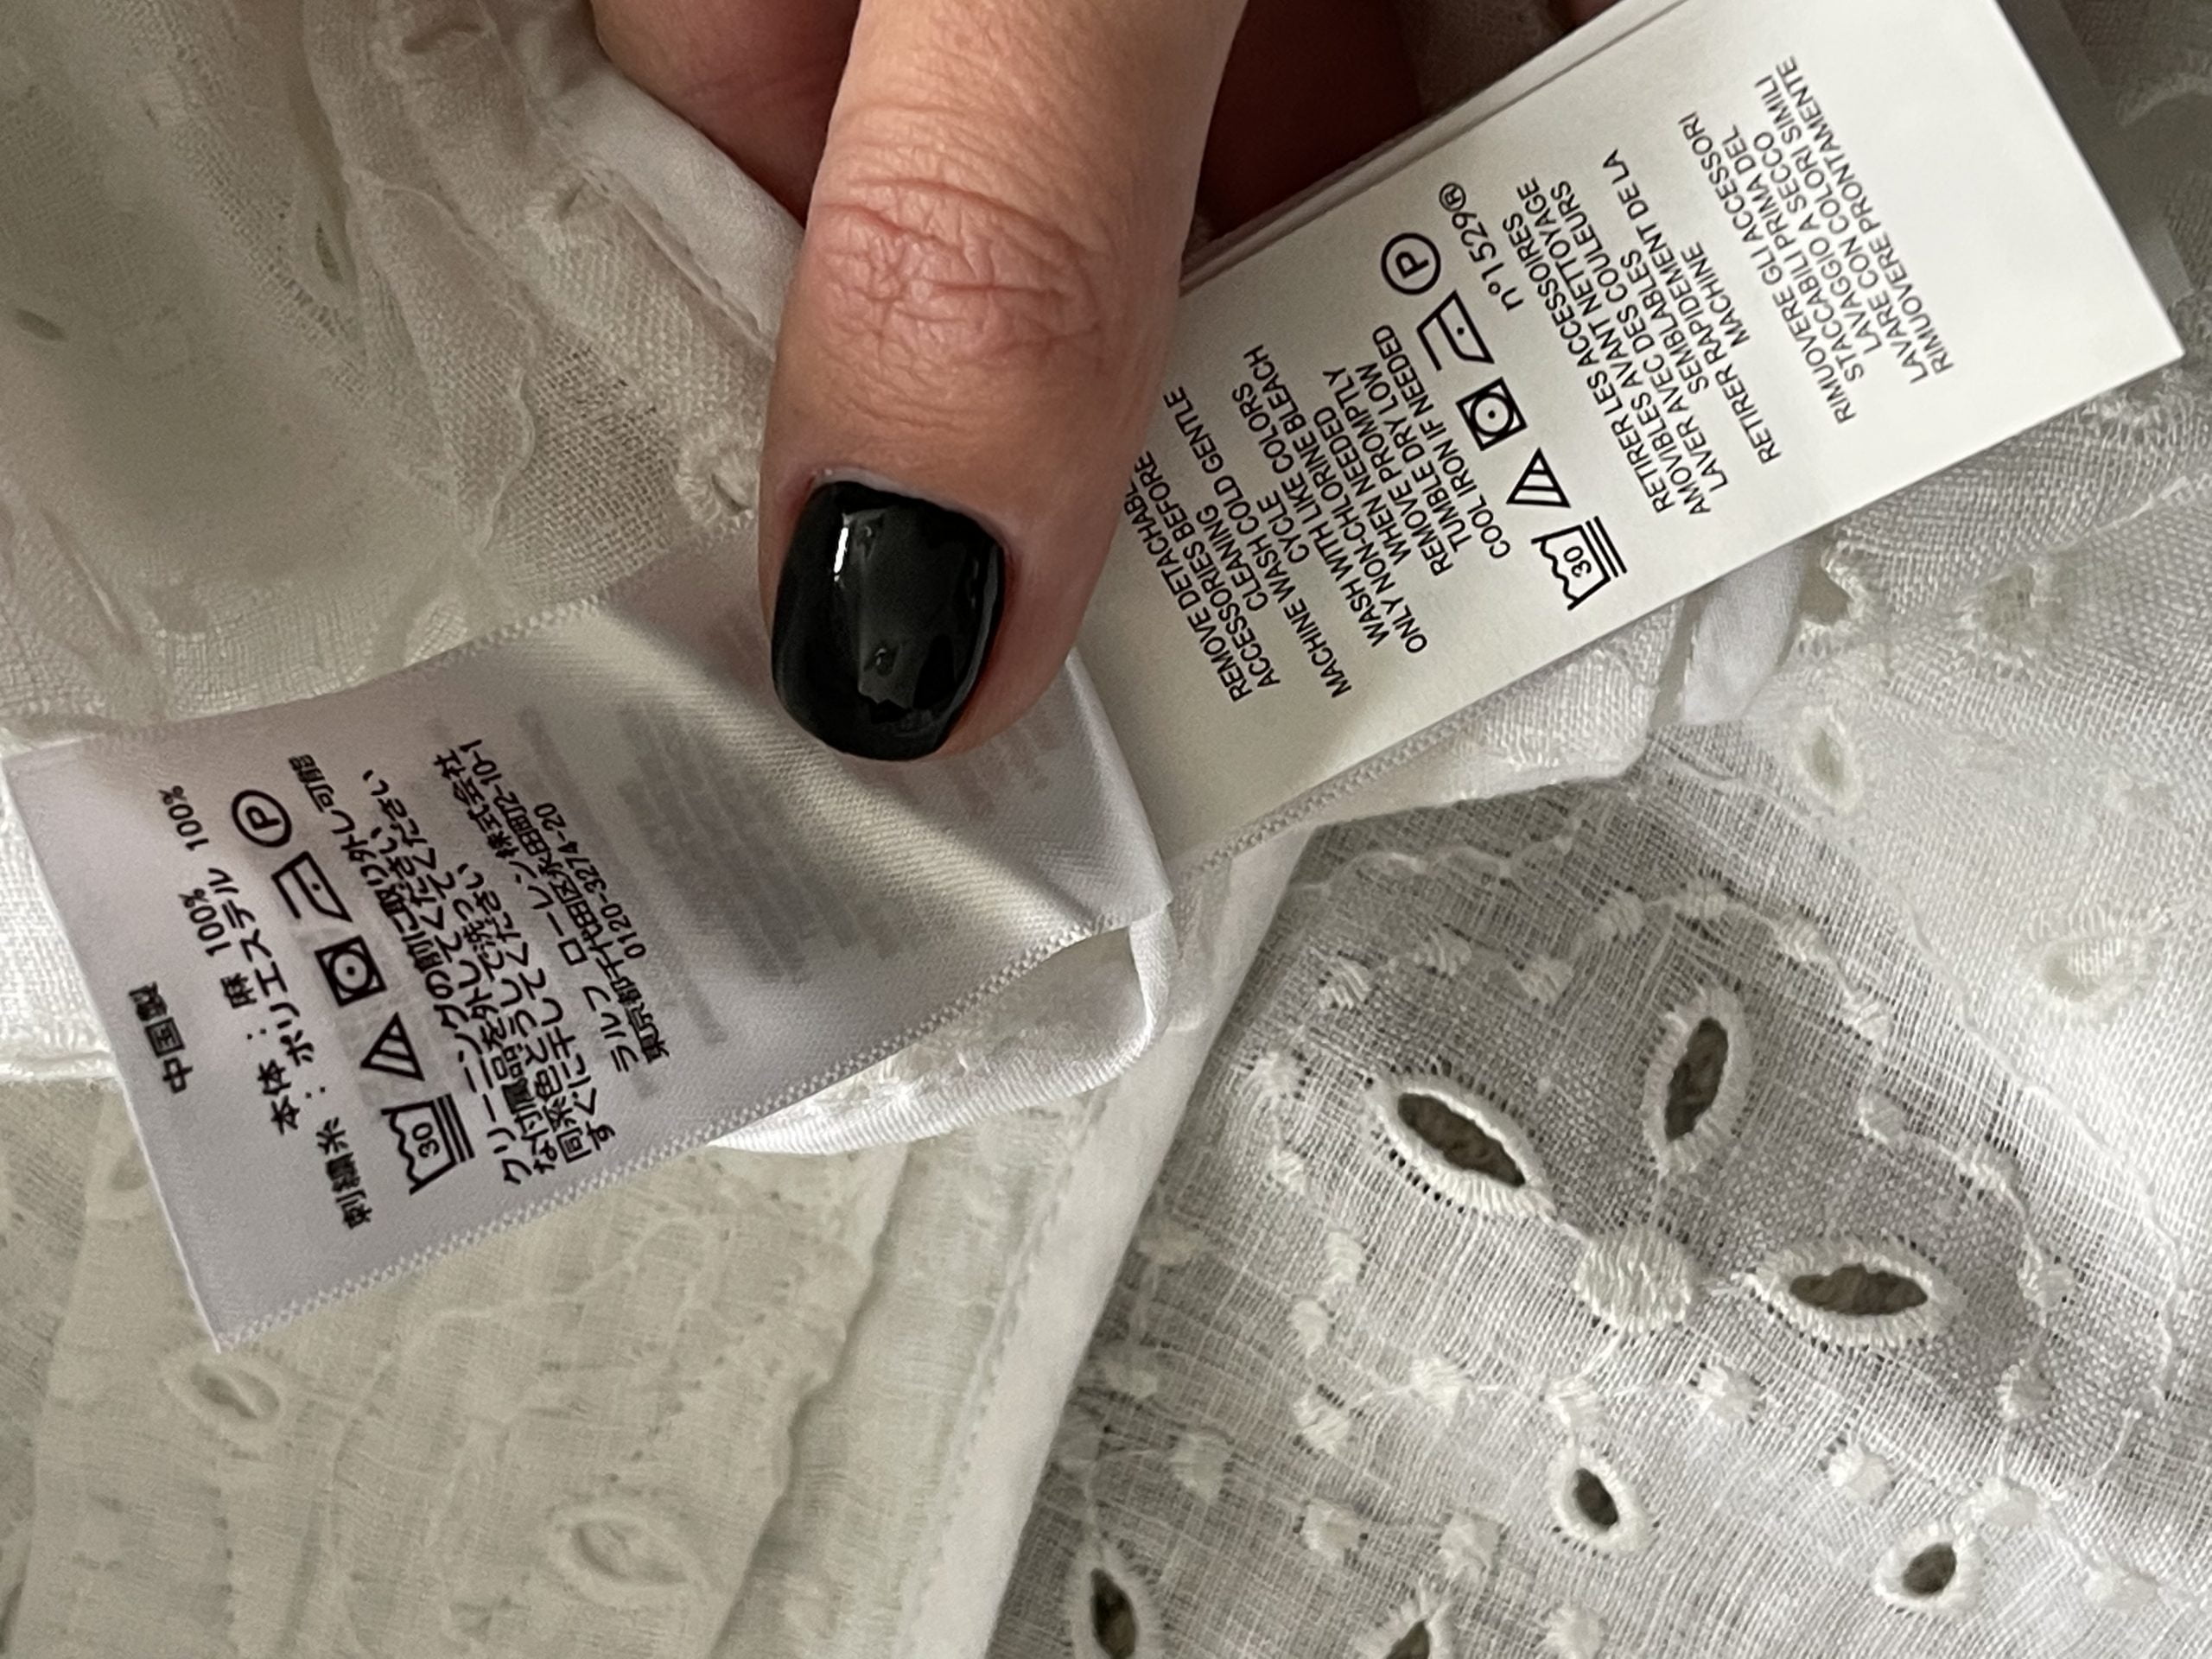 中国製
本体：麻 100%
刺繍糸：ポリエステル 100%
30
P
クリーニングの前に取り外し可能
な付属品を外してください、
同系色と洗ってください
すぐに干してください
ラルフ ローレン株式会社
東京都千代田区永田町2-10-1
0120-3274-20
REMOVE
ACCESSORIES BEFORE
CLEANING
MACHINE WASH COLD GENTLE
CYCLE
WASH WITH LIKE COLORS
ONLY NON-CHLORINE BLEACH
WHEN NEEDED
REMOVE PROMPTLY
TUMBLE DRY LOW
COOL IRON IF NEEDED
30
P
n°1529®
RETIRER LES ACCESSOIRES
AMOVIBLES AVANT NETTOYAGE
LAVER AVEC DES COULEURS
SEMBLABLES
RETIRER RAPIDEMENT DE LA
MACHINE
RIMUOVERE GLI ACCESSORI
STACCABILI PRIMA DEL
LAVAGGIO A SECCO
LAVARE CON COLORI SIMILI
RIMUOVERE PRONTAMENTE